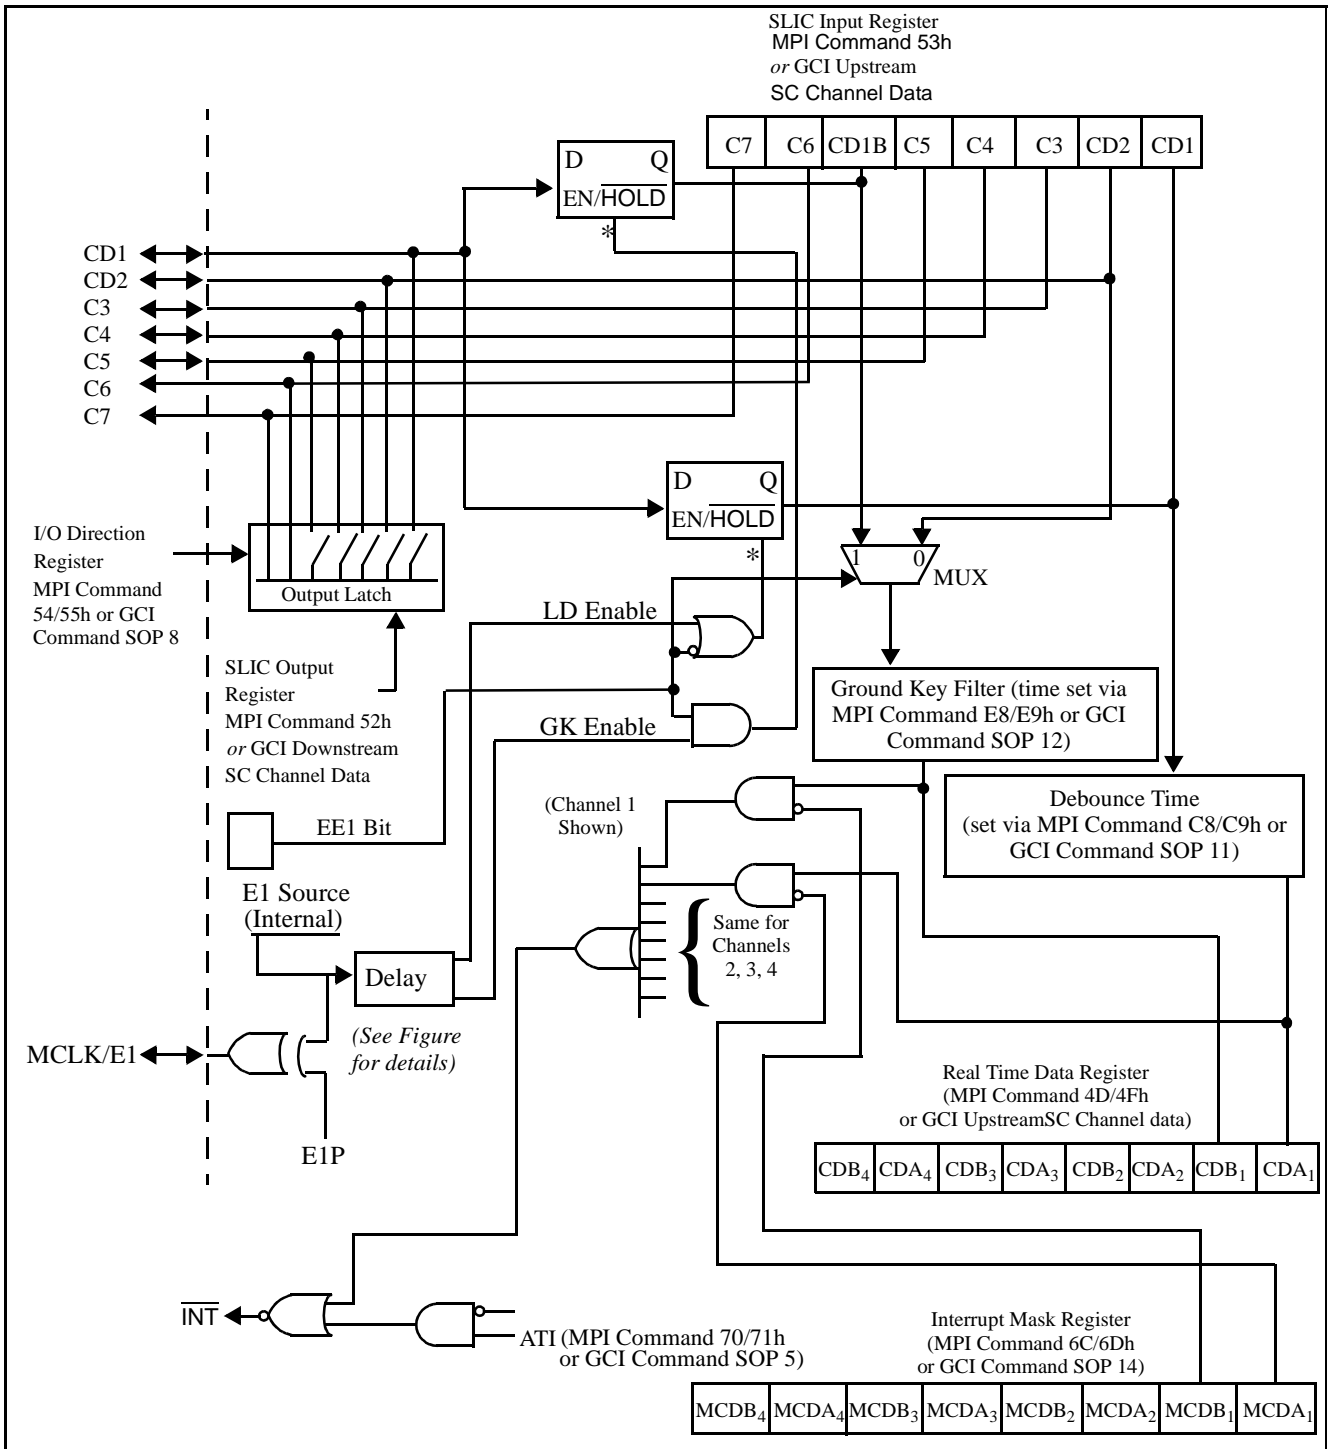 SLIC Input Register
MPI Command 53h
or GCI Upstream
SC Channel Data
C7 C6 CD1B C5 C4 C3 CD2 CD1
D Q
EN/HOLD
*
CD1
CD2
C3
C4
C5
C6
C7
D Q
EN/HOLD
*
I/O Direction
Register
MPI Command
54/55h or GCI
Command SOP 8
Output Latch
1 0
MUX
LD Enable
SLIC Output
Register
MPI Command 52h
or GCI Downstream
SC Channel Data
GK Enable
Ground Key Filter (time set via
MPI Command E8/E9h or GCI
Command SOP 12)
(Channel 1
Shown)
Debounce Time
(set via MPI Command C8/C9h or
GCI Command SOP 11)
EE1 Bit
E1 Source
(Internal)
Same for
Channels
2, 3, 4
Delay
(See Figure
for details)
MCLK/E1
E1P
Real Time Data Register
(MPI Command 4D/4Fh
or GCI UpstreamSC Channel data)
CDB4 CDA4 CDB3 CDA3 CDB2 CDA2 CDB1 CDA1
INT
ATI (MPI Command 70/71h
or GCI Command SOP 5)
Interrupt Mask Register
(MPI Command 6C/6Dh
or GCI Command SOP 14)
MCDB4 MCDA4 MCDB3 MCDA3 MCDB2 MCDA2 MCDB1 MCDA1